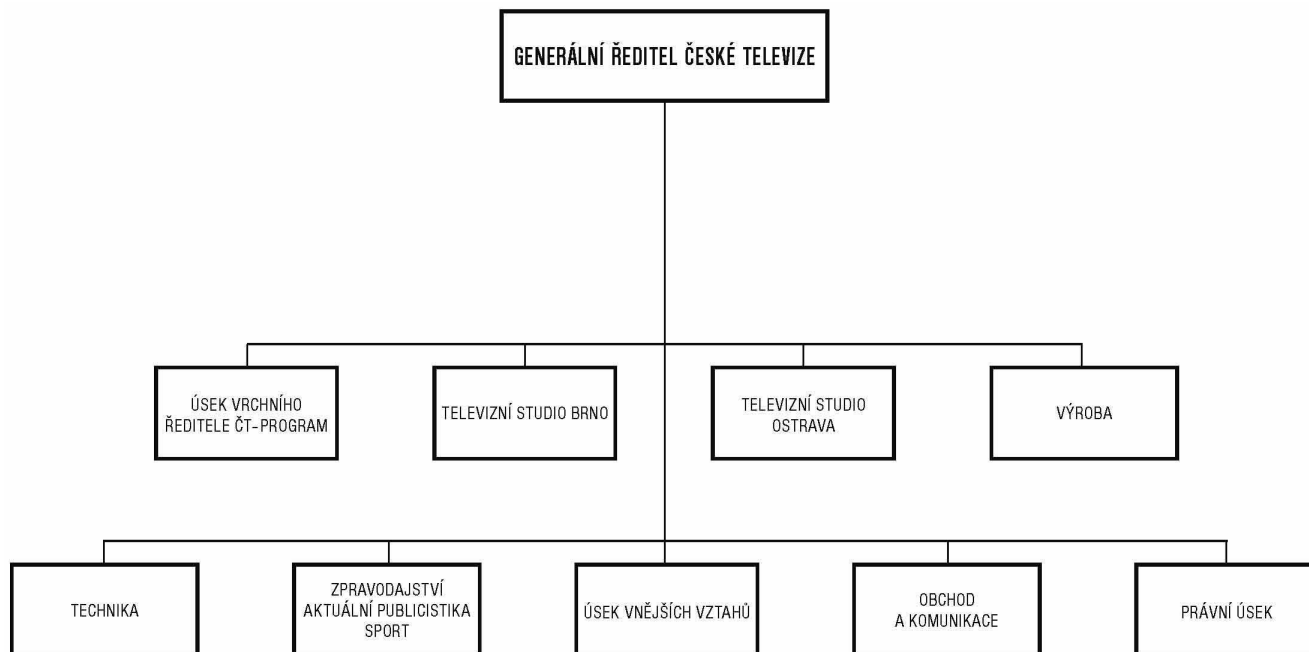 GENERÁLNÍ ŘEDITEL ČESKÉ TELEVIZE
ÚSEK VRCHNÍHO
ŘEDITELE ČT-PROGRAM
TELEVIZNÍ STUDIO BRNO
TELEVIZNÍ STUDIO
OSTRAVA
VÝROBA
TECHNIKA
ZPRAVODAJSTVÍ
AKTUÁLNÍ PUBLICISTIKA
SPORT
ÚSEK VNĚJŠÍCH VZTAHŮ
OBCHOD
A KOMUNIKACE
PRÁVNÍ ÚSEK